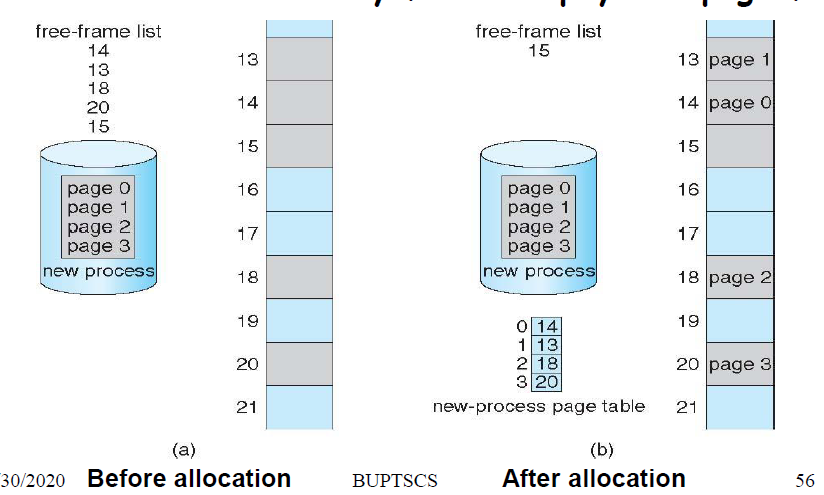 free-frame list
14
13
18
20
15
page 0
page 1
page 2
page 3
new process
13
14
15
16
17
18
19
20
21
(a)
free-frame list
15
page 0
page 1
page 2
page 3
new process
0 14
1 13
2 18
3 20
new-process page table
13 page 1
14 page 0
15
16
17
18 page 2
19
20 page 3
21
(b)
/30/2020 Before allocation BUPTSCS After allocation 56